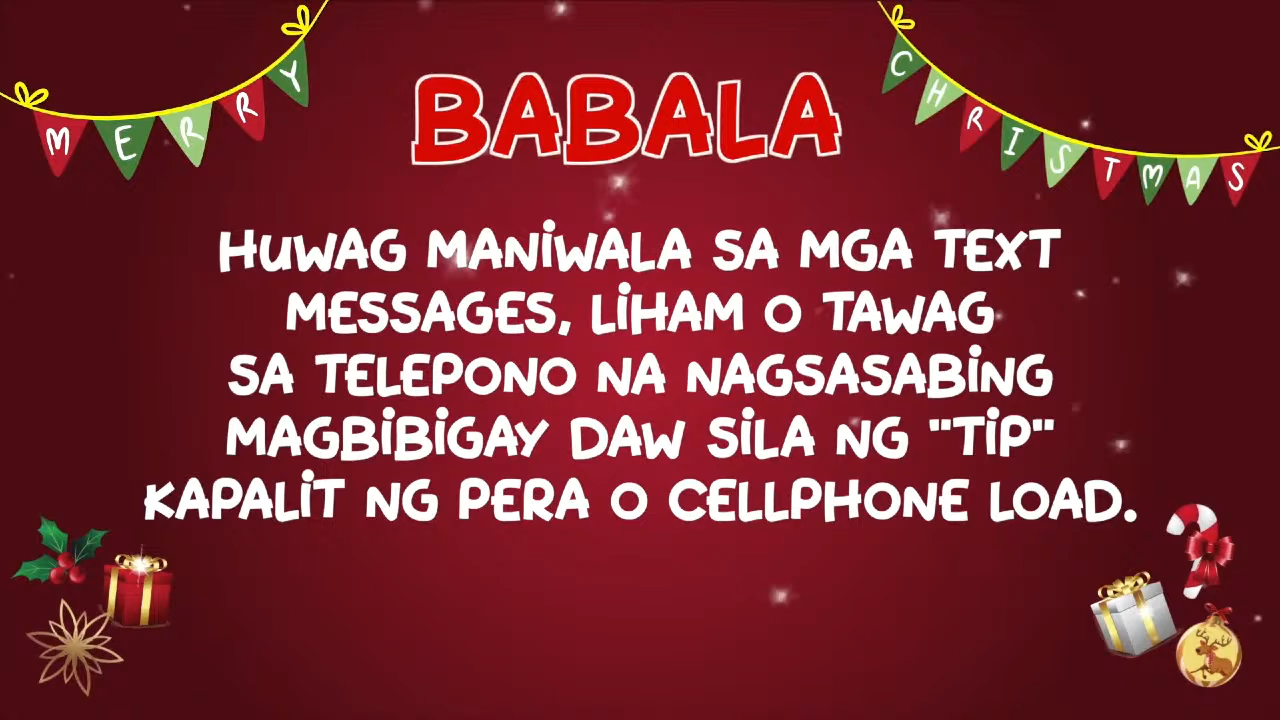 MERRY
CHRISTMAS
BABALA
HUWAG MANIWALA SA MGA TEXT
MESSAGES, LIHAM O TAWAG
SA TELEPONO NA NAGSASABING
MAGBIBIGAY DAW SILA NG "TIP"
KAPALIT NG PERA O CELLPHONE LOAD.